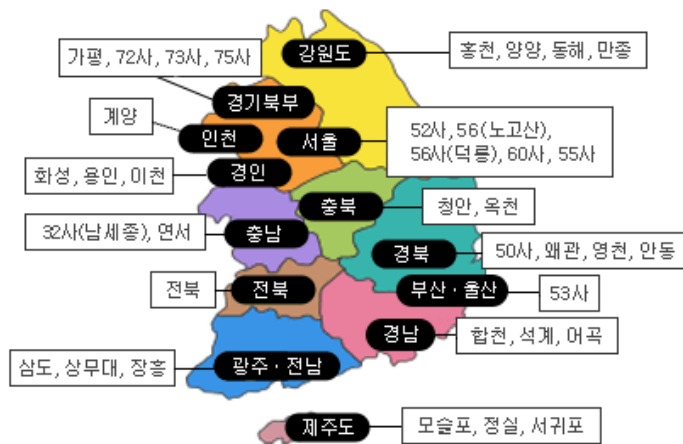 강원도
홍천, 양양, 동해, 만종
가평, 72사, 73사, 75사
경기북부
계양
인천
서울
52사, 56(노고산),
56사(덕릉), 60사, 55사
화성, 용인, 이천
경인
충북
청안, 옥천
32사(남세종), 연서
충남
경북
50사, 왜관, 영천, 안동
전북
전북
부산·울산
53사
경남
합천, 석계, 어곡
삼도, 상무대, 장흥
광주·전남
제주도
모슬포, 정실, 서귀포